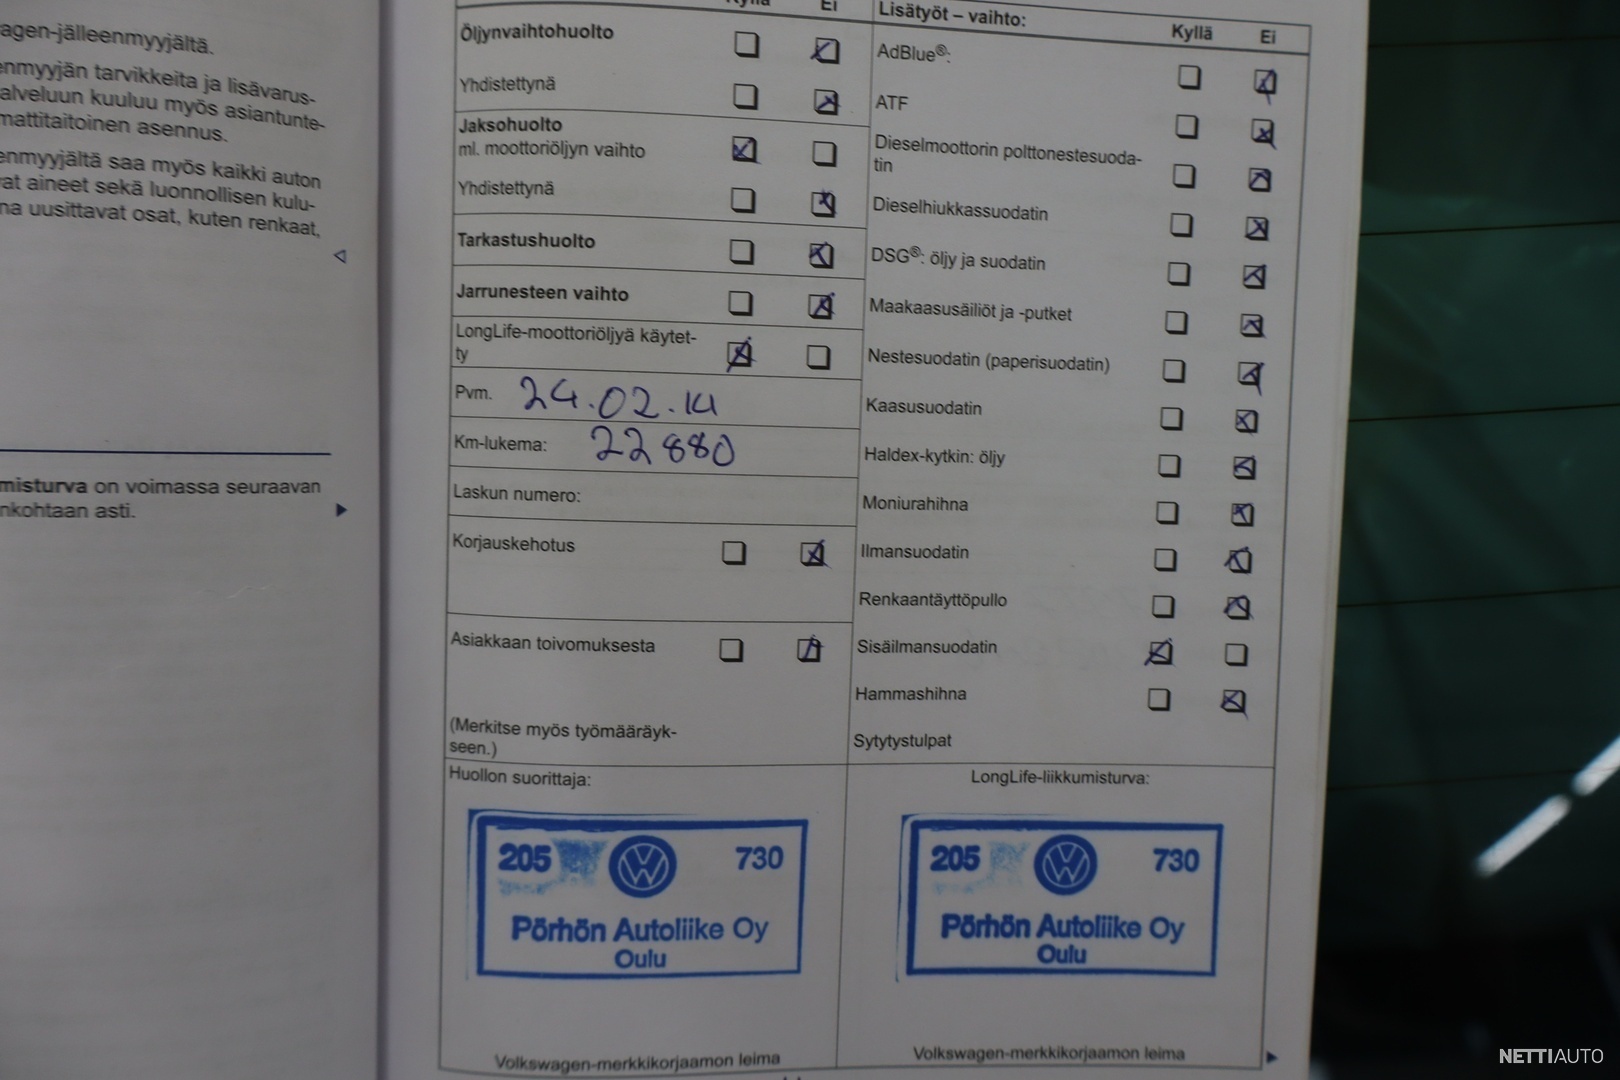 agen-jälleenmyyjältä.
enmyyjän tarvikkeita ja lisävarus-
alveluun kuuluu myös asiantunte-
mattitaitoinen asennus.
enmyyjältä saa myös kaikki auton
vat aineet sekä luonnollisen kulu-
na uusittavat osat, kuten renkaat,
misturva on voimassa seuraavan
nkohtaan asti.
Kyllä Ei
Öljynvaihtohuolto
Yhdistettynä
Jaksohuolto
ml. moottoriöljyn vaihto
Yhdistettynä
Tarkastushuolto
Jarrunesteen vaihto
LongLife-moottoriöljyä käytet-
ty
Pvm. 24.02.14
Km-lukema: 22880
Laskun numero:
Korjauskehotus
Asiakkaan toivomuksesta
(Merkitse myös työmääräyk-
seen.)
Lisätyöt – vaihto: Kyllä Ei
AdBlue®:
ATF
Dieselmoottorin polttonestesuoda-
tin
Dieselhiukkassuodatin
DSG®: öljy ja suodatin
Maakaasusäiliöt ja -putket
Nestesuodatin (paperisuodatin)
Kaasusuodatin
Haldex-kytkin: öljy
Moniurahihna
Ilmansuodatin
Renkaantäyttöpullo
Sisäilmansuodatin
Hammashihna
Sytytystulpat
Huollon suorittaja:
205 730
Pörhön Autoliike Oy
Oulu
Volkswagen-merkkikorjaamon leima
LongLife-liikkumisturva:
205 730
Pörhön Autoliike Oy
Oulu
Volkswagen-merkkikorjaamon leima
NETTIAUTO